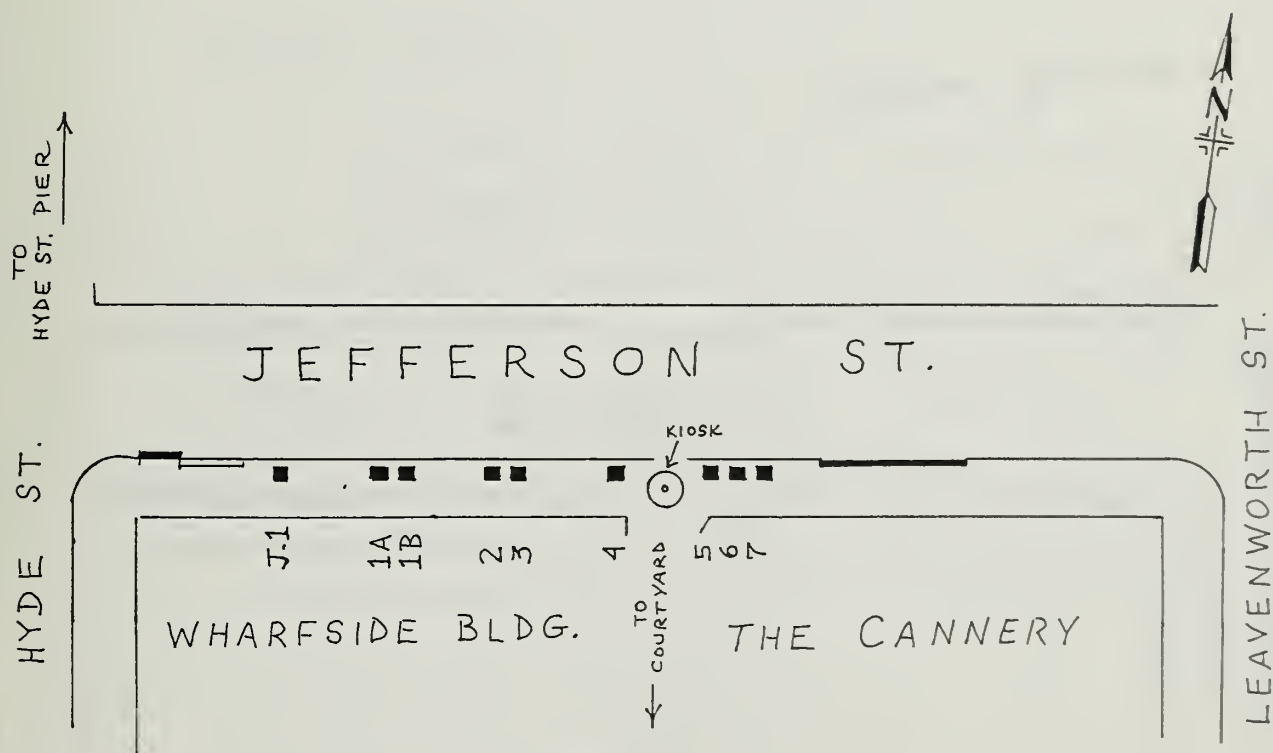 TO
HYDE ST. PIER
N
JEFFERSON ST.
KIOSK
HYDE ST.
LEAVENWORTH ST.
J-1
1A
1B
2
3
4
5
6
7
WHARFSIDE BLDG.
TO
COURTYARD
THE CANNERY